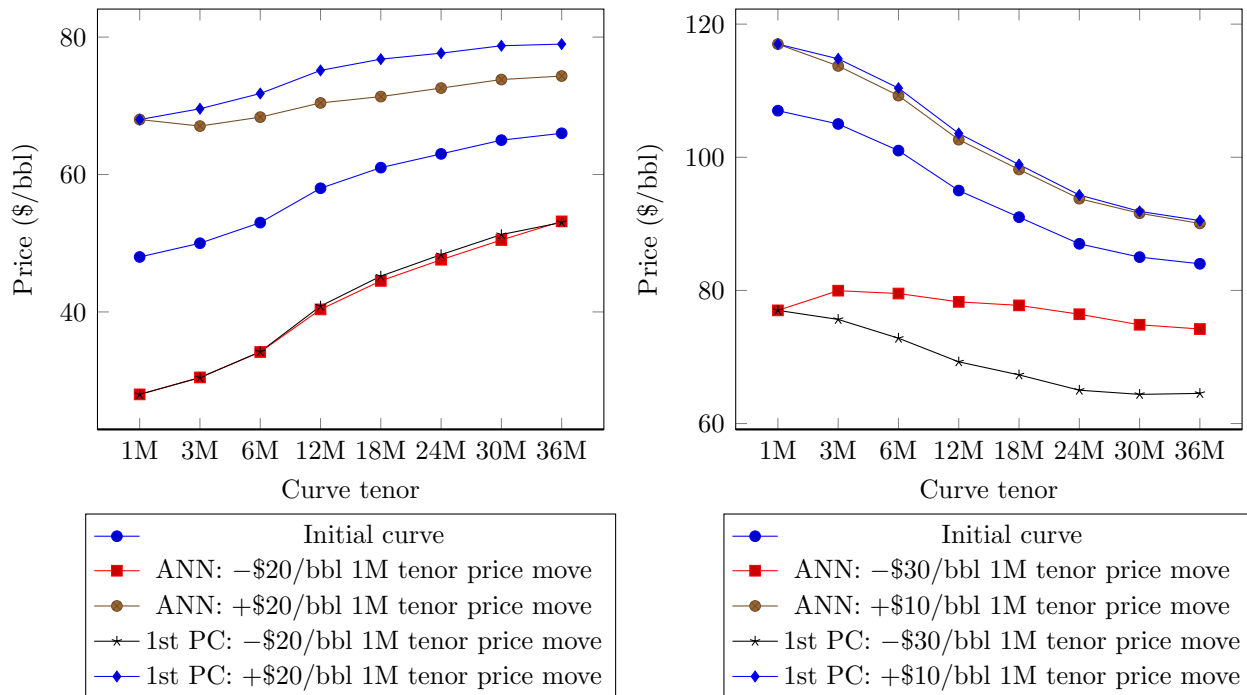 80
60
40
Price ($/bbl)
1M 3M 6M 12M 18M 24M 30M 36M
Curve tenor
Initial curve
ANN: −$20/bbl 1M tenor price move
ANN: +$20/bbl 1M tenor price move
1st PC: −$20/bbl 1M tenor price move
1st PC: +$20/bbl 1M tenor price move
120
100
80
60
Price ($/bbl)
1M 3M 6M 12M 18M 24M 30M 36M
Curve tenor
Initial curve
ANN: −$30/bbl 1M tenor price move
ANN: +$10/bbl 1M tenor price move
1st PC: −$30/bbl 1M tenor price move
1st PC: +$10/bbl 1M tenor price move